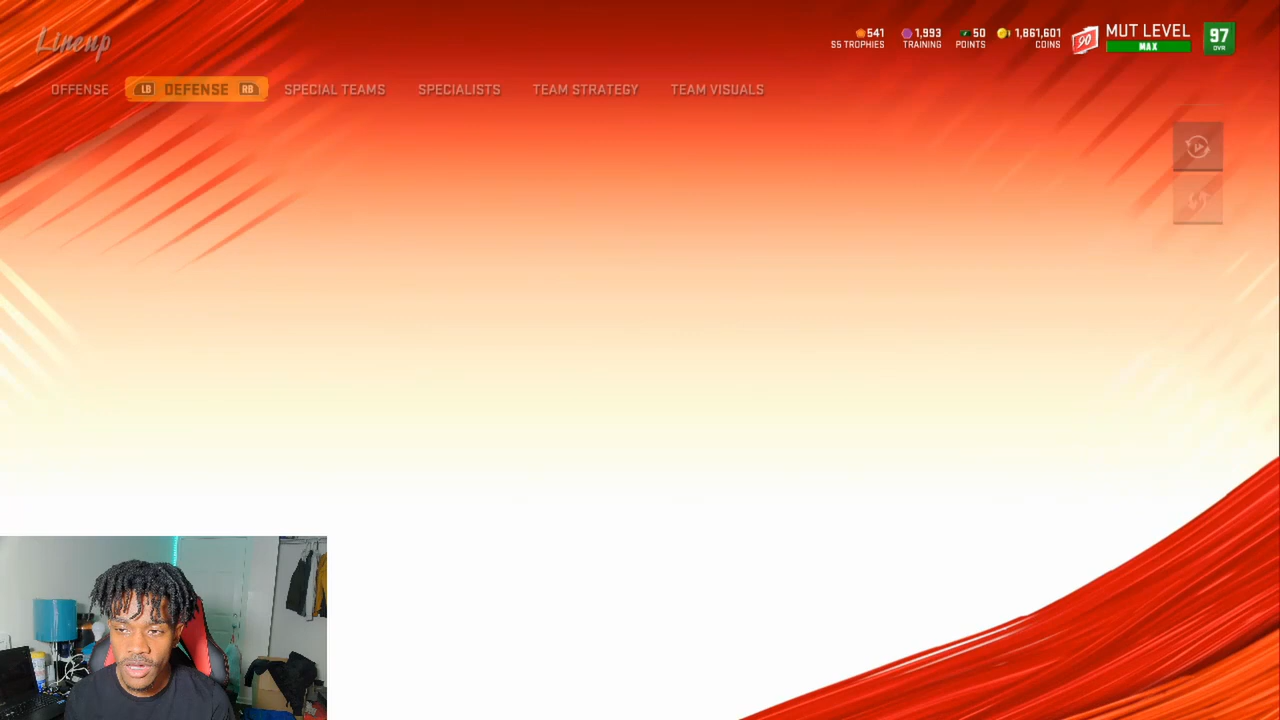 Lineup
541
S5 TROPHIES
1,993
TRAINING
50
POINTS
1,861,601
COINS
90
MUT LEVEL
MAX
97
OVR
OFFENSE
LB DEFENSE RB
SPECIAL TEAMS
SPECIALISTS
TEAM STRATEGY
TEAM VISUALS